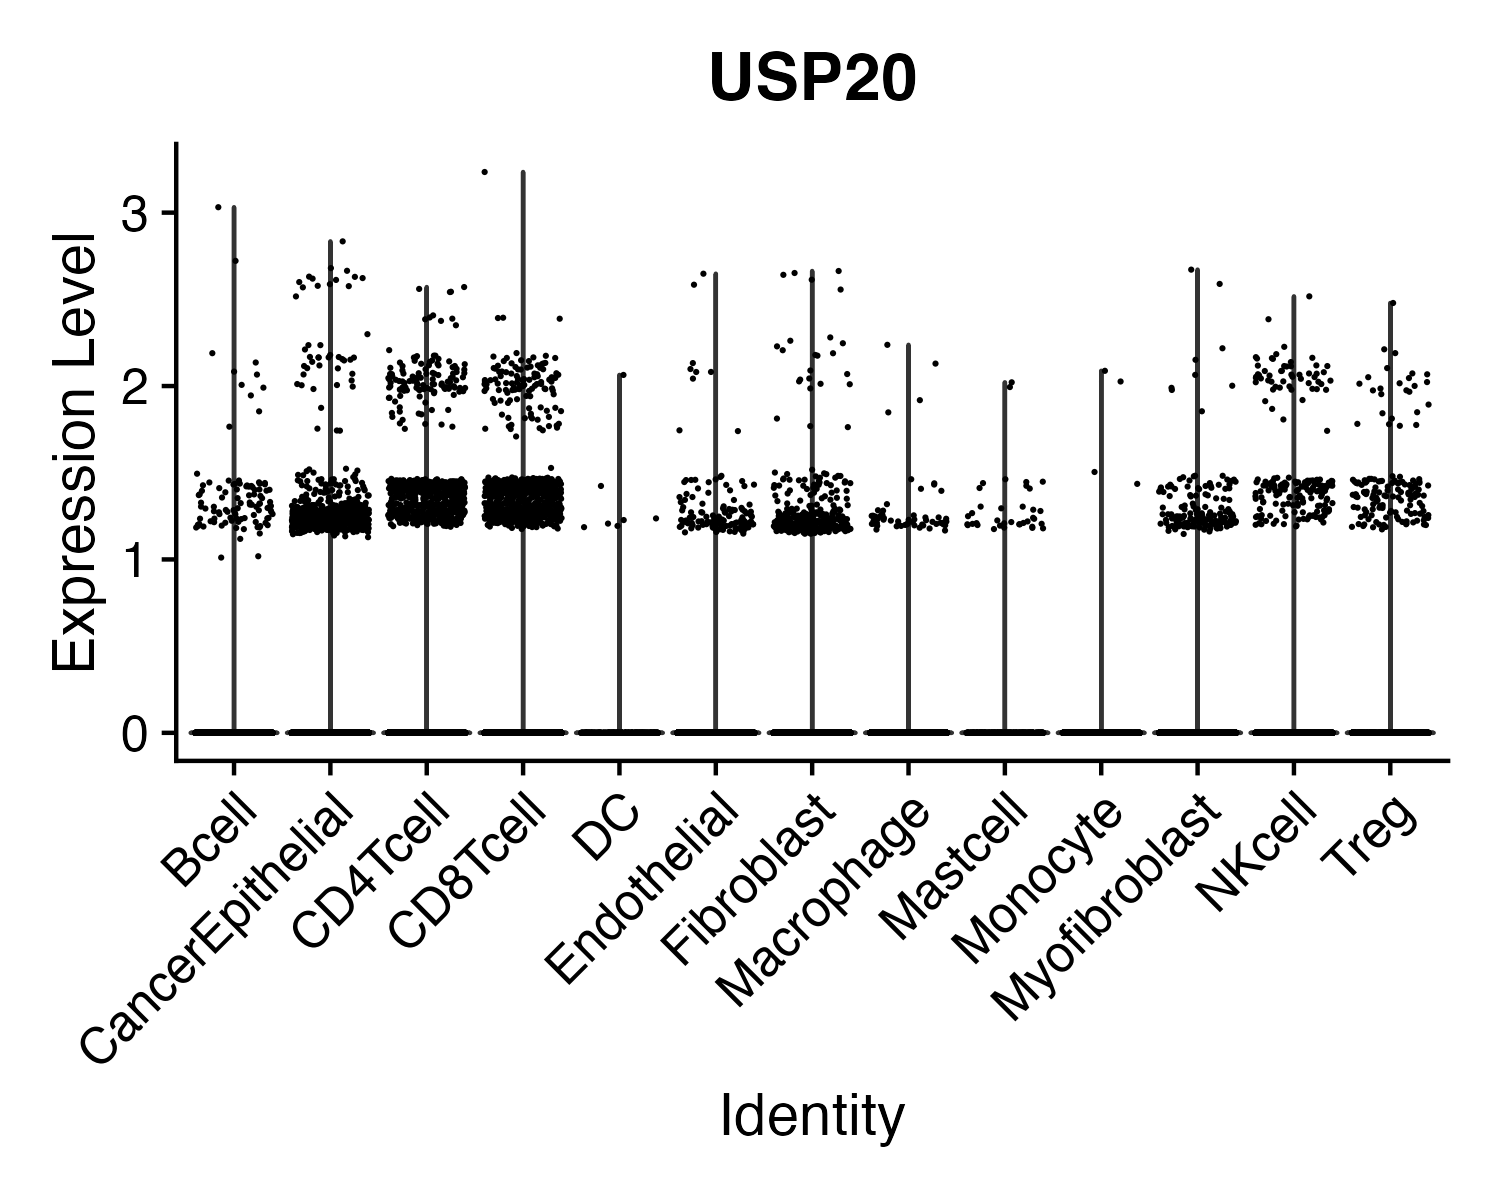 USP20
Expression Level
3
2
1
0
Bcell
CancerEpithelial
CD4Tcell
CD8Tcell
DC
Endothelial
Fibroblast
Macrophage
Mastcell
Monocyte
Myofibroblast
NKcell
Treg
Identity